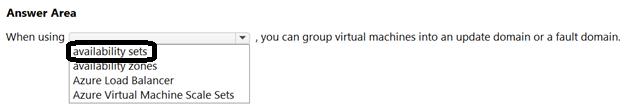 Answer Area
When using , you can group virtual machines into an update domain or a fault domain.
availability sets
availability zones
Azure Load Balancer
Azure Virtual Machine Scale Sets